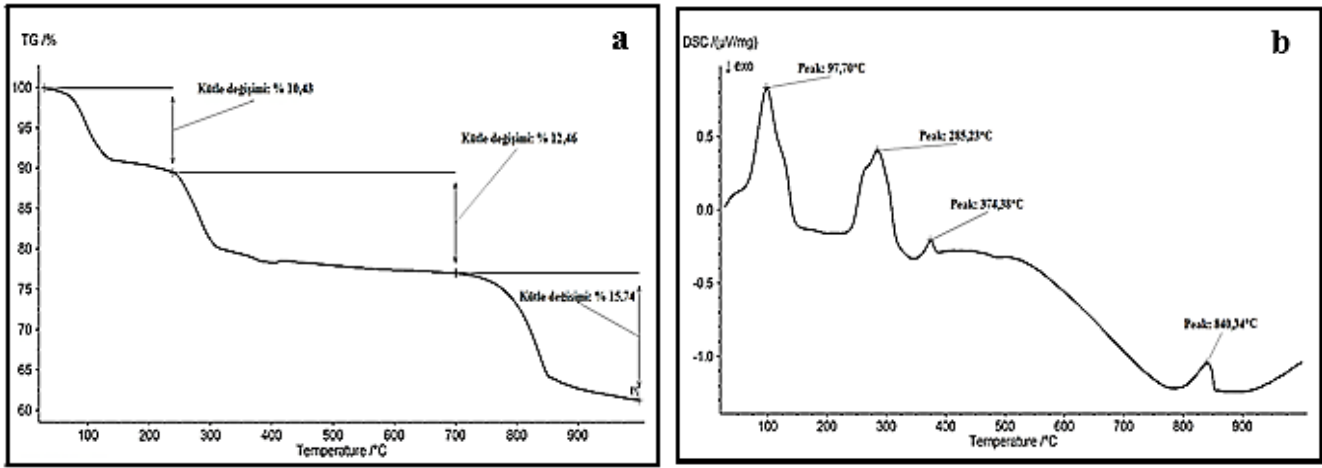 TG /%
a
100
95
90
85
80
75
70
65
60
Kütle değişimi: % 10,43
Kütle değişimi: % 12,46
Kütle değişimi: % 15,74
100 200 300 400 500 600 700 800 900
Temperature /°C
DSC /(µV/mg)
b
↓ exo
0.5
0.0
-0.5
-1.0
Peak: 97,70°C
Peak: 285,23°C
Peak: 374,38°C
Peak: 840,34°C
100 200 300 400 500 600 700 800 900
Temperature /°C